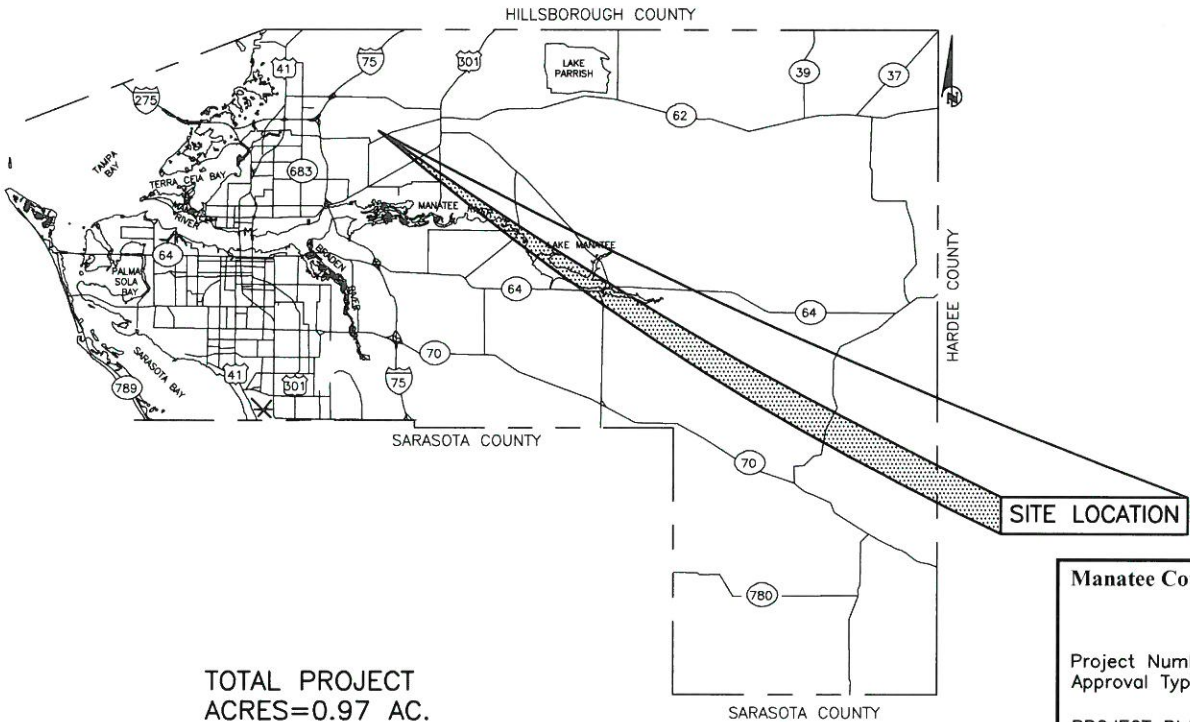 HILLSBOROUGH COUNTY
41
75
301
LAKE
PARRISH
39
37
275
62
TAMPA
BAY
TERRA CEIA BAY
683
MANATEE RIVER
RIVER
LAKE MANATEE
64
PALMA
SOLA
BAY
BRADEN
RIVER
64
64
HARDEE COUNTY
70
SARASOTA BAY
789
41
301
75
SARASOTA COUNTY
70
SITE LOCATION
780
Manatee Co
Project Num
Approval Typ
TOTAL PROJECT
ACRES=0.97 AC.
SARASOTA COUNTY